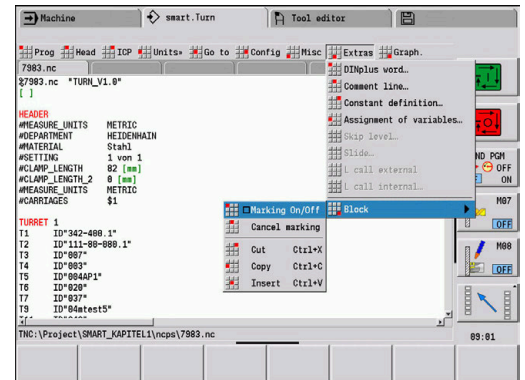 Machine
smart.Turn
Tool editor
Prog Head ICP Units» Go to Config Misc Extras Graph.
7983.nc
%7983.nc "TURN_V1.0"
[ ]
HEADER
#MEASURE_UNITS METRIC
#DEPARTMENT HEIDENHAIN
#MATERIAL Stahl
#SETTING 1 von 1
#CLAMP_LENGTH 82 [mm]
#CLAMP_LENGTH_2 0 [mm]
#MEASURE_UNITS METRIC
#CARRIAGES $1
TURRET 1
T1 ID"342-400.1"
T2 ID"111-80-080.1"
T3 ID"007"
T4 ID"003"
T5 ID"004AP1"
T6 ID"020"
T7 ID"037"
T9 ID"04mtest5"
DINplus word…
Comment line…
Constant definition…
Assignment of variables…
Skip level…
Slide…
L call external
L call internal…
Block
Marking On/Off
Cancel marking
Cut Ctrl+X
Copy Ctrl+C
Insert Ctrl+V
ND PGM
OFF
ON
M07
OFF
M08
OFF
TNC:\Project\SMART_KAPITEL1\ncps\7983.nc
09:01